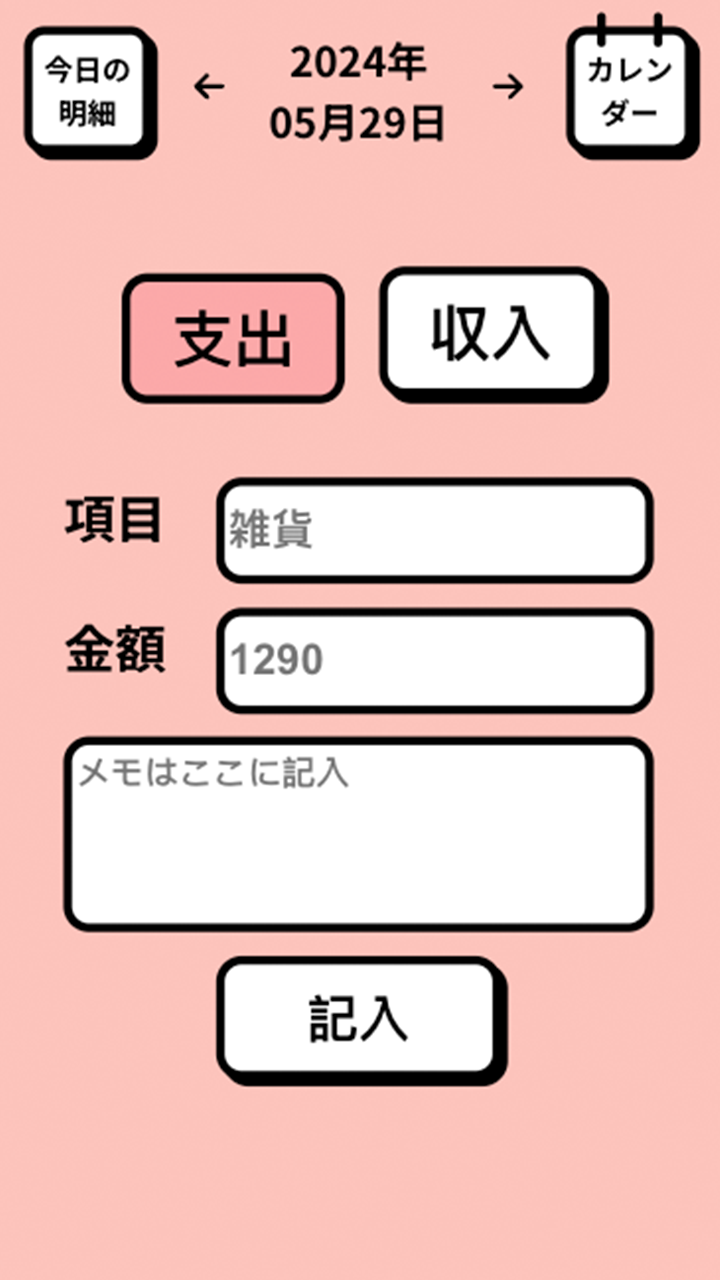 今日の
明細
←
2024年
05月29日
→
カレン
ダー
支出
収入
項目
雑貨
金額
1290
メモはここに記入
記入